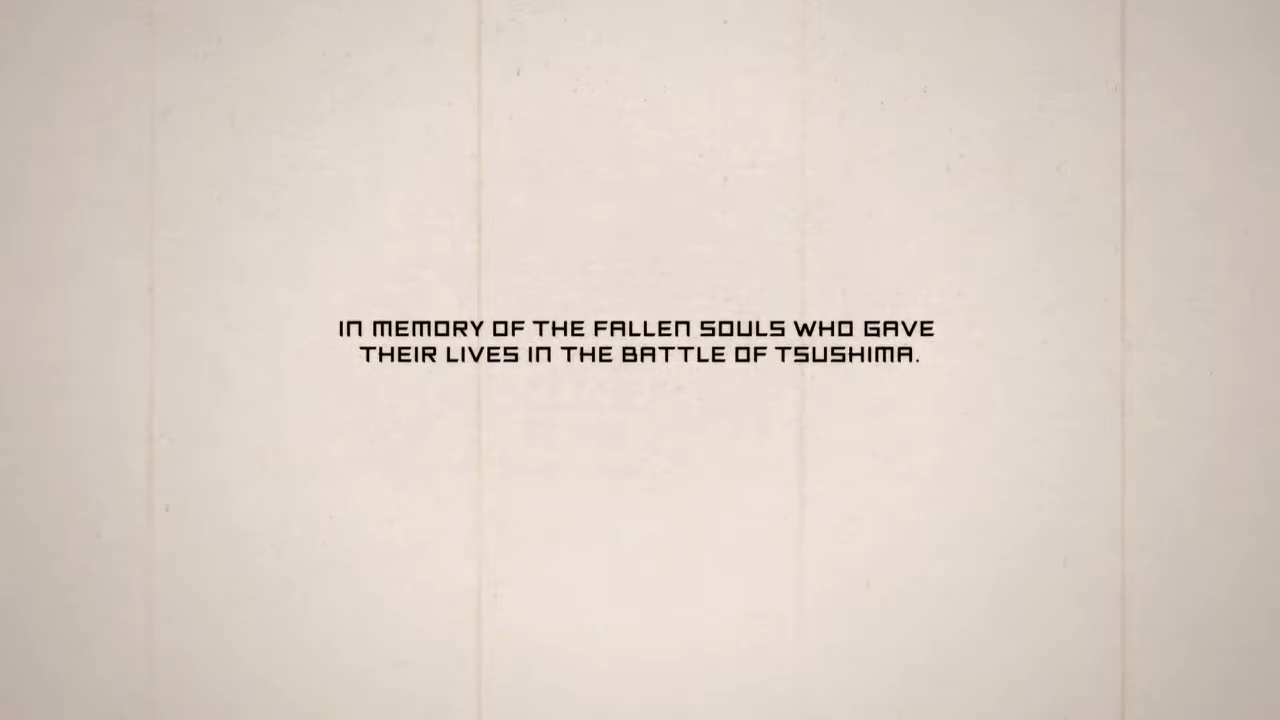 IN MEMORY OF THE FALLEN SOULS WHO GAVE
THEIR LIVES IN THE BATTLE OF TSUSHIMA.